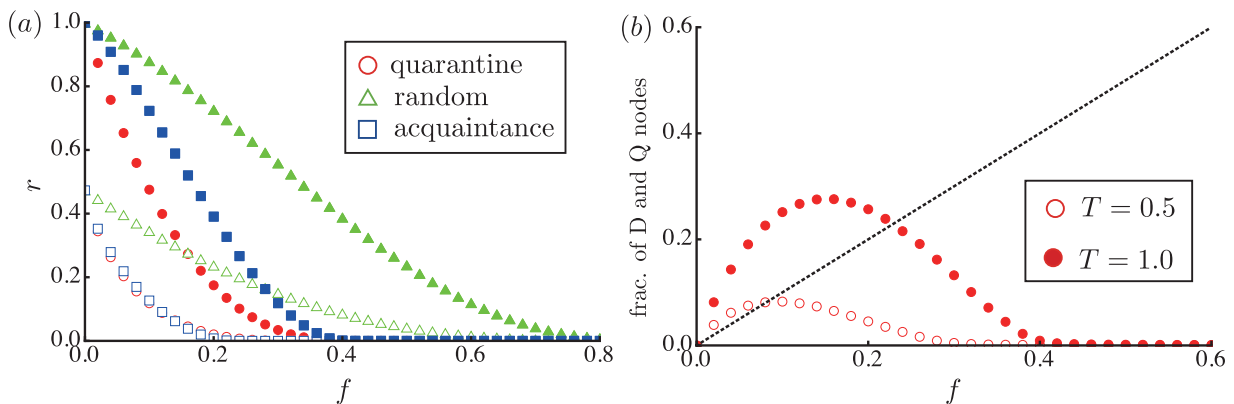 (a)
1.0
0.8
0.6
0.4
0.2
0.0
r
0.0 0.2 0.4 0.6 0.8
f
quarantine
random
acquaintance
(b)
0.6
0.4
0.2
0.0
frac. of D and Q nodes
0.0 0.2 0.4 0.6
f
T = 0.5
T = 1.0